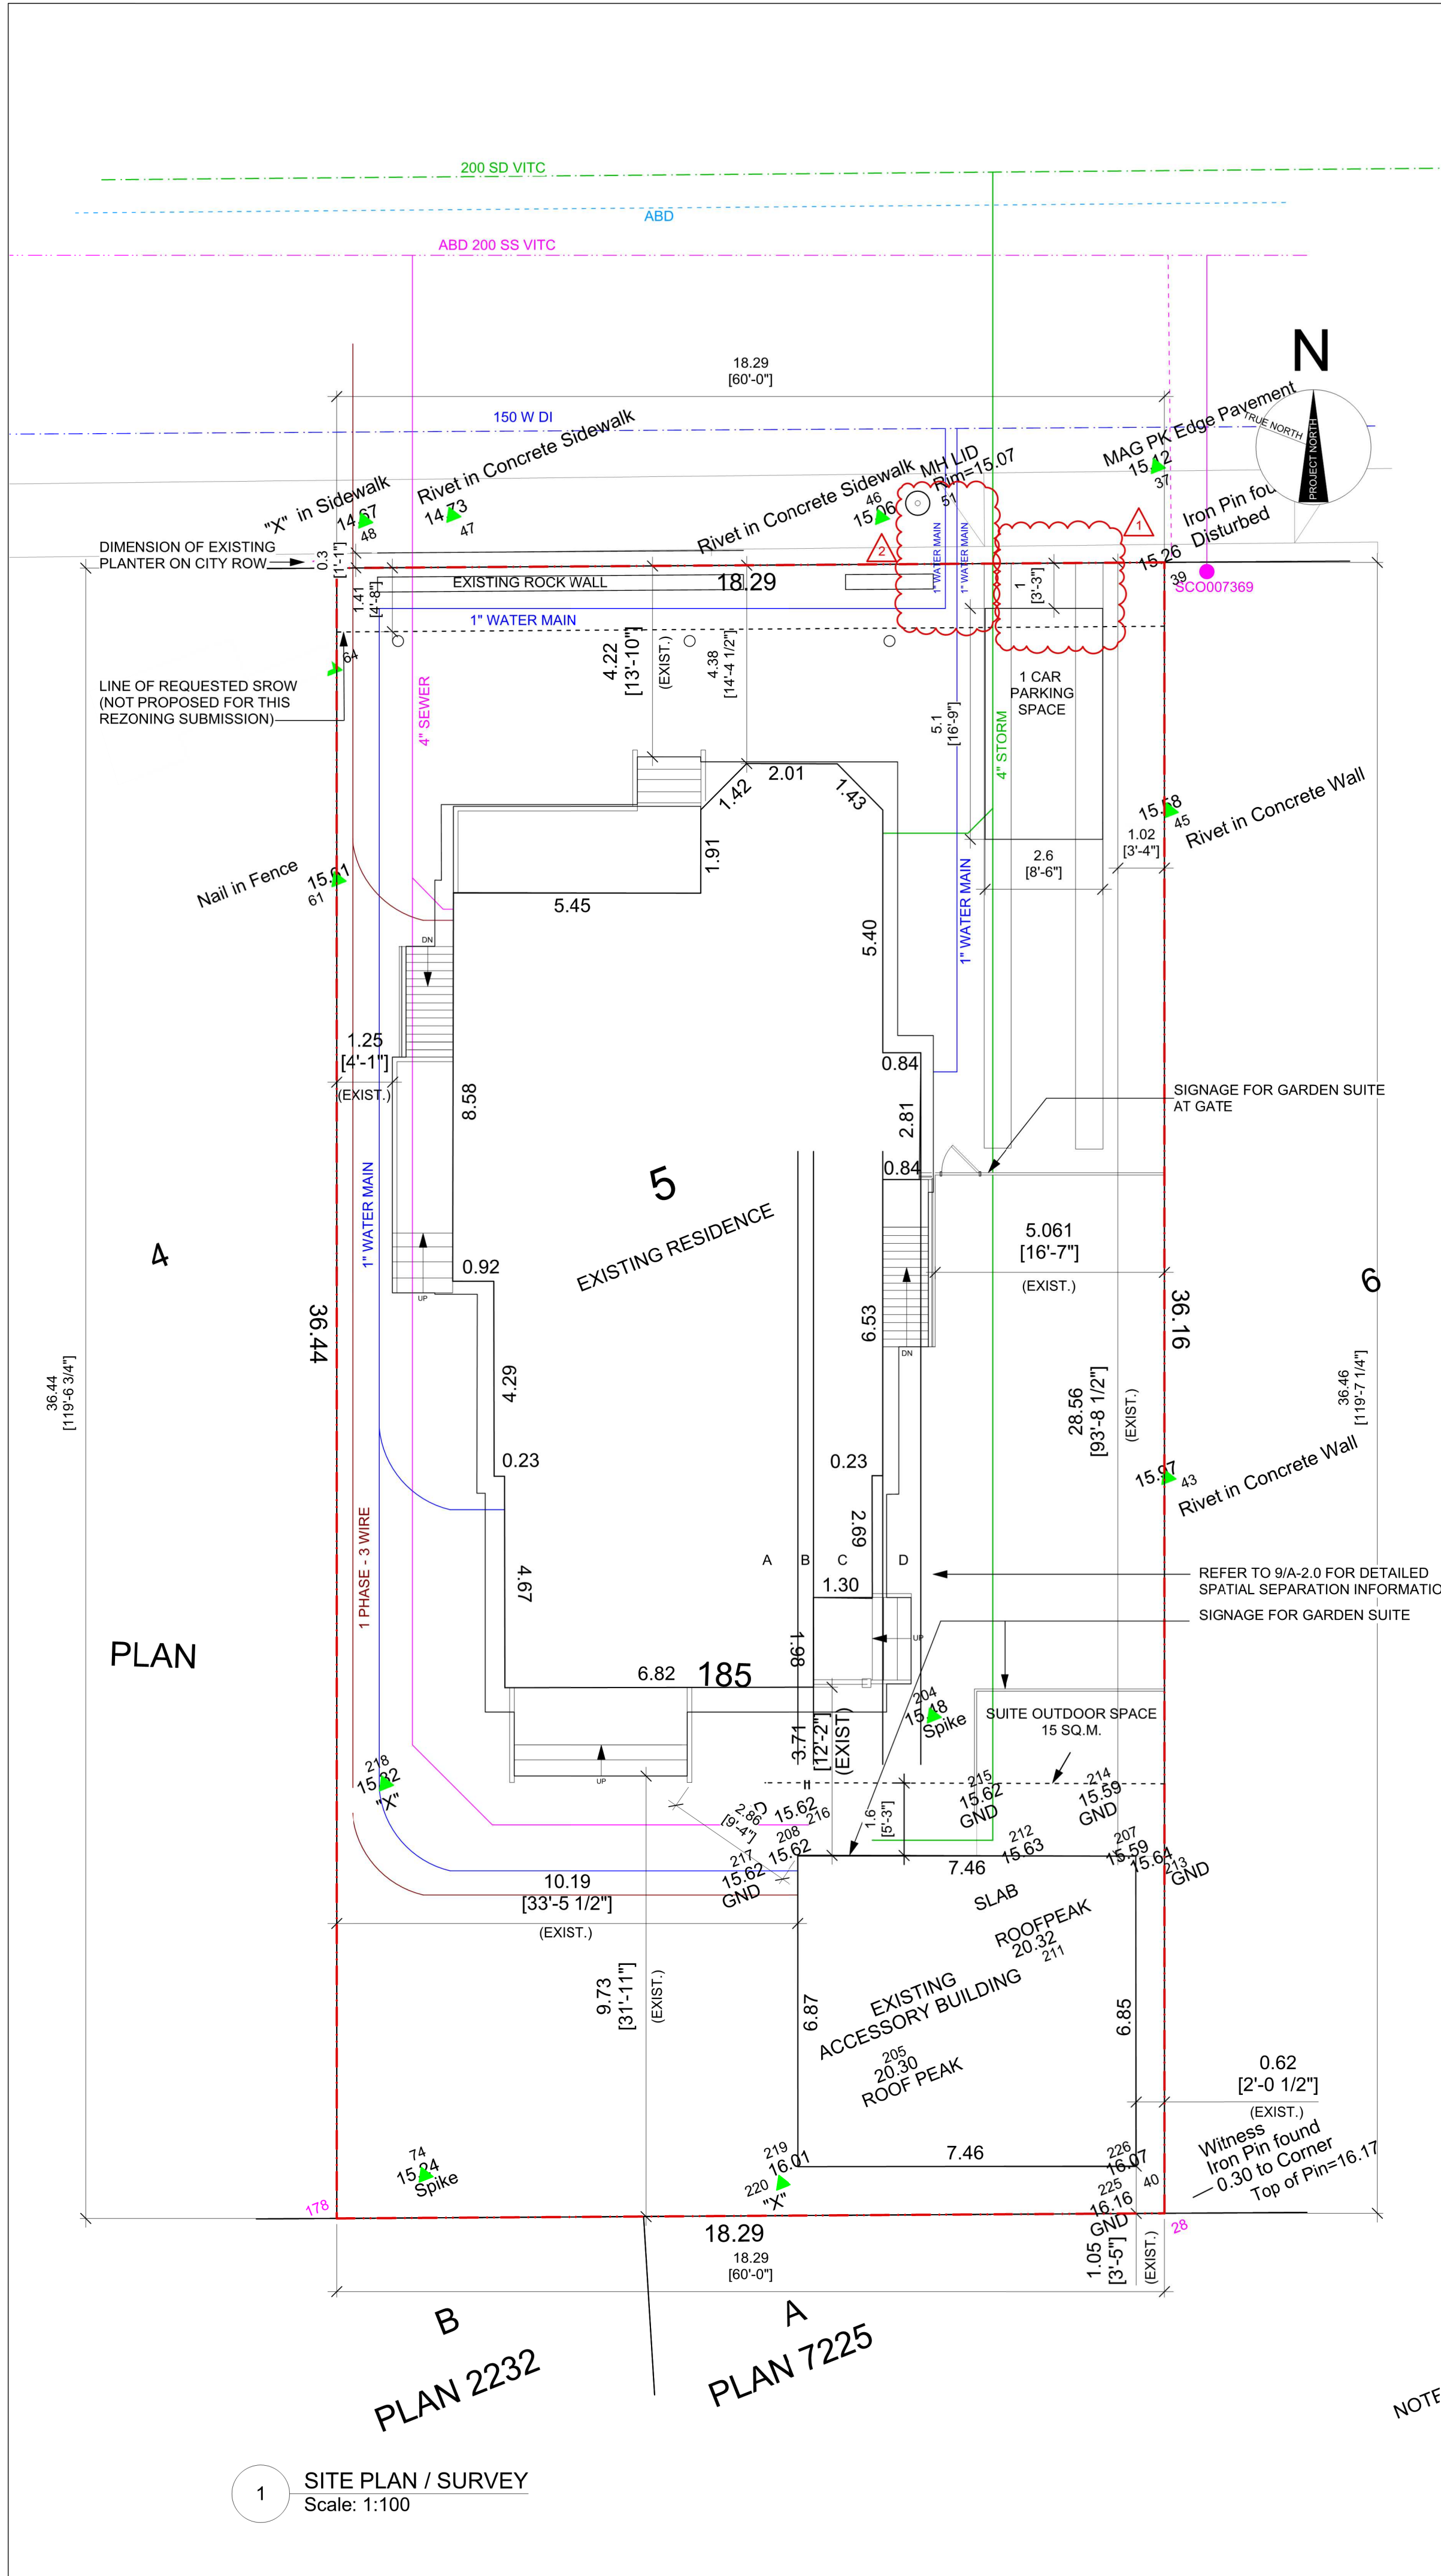 200 SD VITC
ABD
ABD 200 SS VITC
18.29
[60'-0"]
N
TRUE NORTH
PROJECT NORTH
150 W DI
"X" in Sidewalk
14.67
48
Rivet in Concrete Sidewalk
14.73
47
Rivet in Concrete Sidewalk
46
15.06
MH LID
Rim=15.07
51
MAG PK Edge Pavement
15.12
37
Iron Pin fou
Disturbed
15.26
39
SCO007369
2
1
DIMENSION OF EXISTING
PLANTER ON CITY ROW
0.3
[1'-1"]
1.41
[4'-8"]
EXISTING ROCK WALL
18.29
1" WATER MAIN
1" WATER MAIN
1" WATER MAIN
1
[3'-3"]
64
LINE OF REQUESTED SROW
(NOT PROPOSED FOR THIS
REZONING SUBMISSION)
4" SEWER
4.22
[13'-10"]
(EXIST.)
4.38
[14'-4 1/2"]
5.1
[16'-9"]
4" STORM
1 CAR
PARKING
SPACE
2.01
1.42
1.43
1.91
5.45
5.40
15.58
45
Rivet in Concrete Wall
1.02
[3'-4"]
2.6
[8'-6"]
1" WATER MAIN
Nail in Fence
15.61
61
DN
1.25
[4'-1"]
(EXIST.)
8.58
0.84
2.81
0.84
SIGNAGE FOR GARDEN SUITE
AT GATE
1" WATER MAIN
5
EXISTING RESIDENCE
5.061
[16'-7"]
(EXIST.)
4
6
0.92
UP
36.44
36.16
6.53
DN
36.44
[119'-6 3/4"]
36.46
[119'-7 1/4"]
4.29
28.56
[93'-8 1/2"]
(EXIST.)
0.23
0.23
15.97
43
Rivet in Concrete Wall
1 PHASE - 3 WIRE
4.67
2.69
A
B
C
D
1.30
REFER TO 9/A-2.0 FOR DETAILED
SPATIAL SEPARATION INFORMATIO
SIGNAGE FOR GARDEN SUITE
PLAN
6.82
185
1.98
UP
204
15.48
Spike
SUITE OUTDOOR SPACE
15 SQ.M.
3.71
[12'-2"]
(EXIST)
218
15.32
"X"
UP
2.86
[9'-4"]
D
=
15.62
216
208
15.62
217
15.62
GND
1.6
[5'-3"]
215
15.62
GND
214
15.59
GND
212
15.63
207
15.59
15.64
213
GND
10.19
[33'-5 1/2"]
(EXIST.)
7.46
SLAB
ROOFPEAK
20.32
211
9.73
[31'-11"]
(EXIST.)
6.87
EXISTING
ACCESSORY BUILDING
205
20.30
ROOF PEAK
6.85
0.62
[2'-0 1/2"]
(EXIST.)
Witness
Iron Pin found
0.30 to Corner
Top of Pin=16.17
74
15.24
Spike
219
16.01
220
"X"
7.46
226
16.07
225
40
16.16
GND
178
28
18.29
18.29
[60'-0"]
1.05
[3'-5"]
(EXIST.)
B
A
PLAN 2232
PLAN 7225
NOTE
1
SITE PLAN / SURVEY
Scale: 1:100